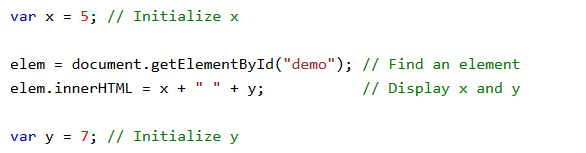 var x = 5; // Initialize x
elem = document.getElementById("demo"); // Find an element
elem.innerHTML = x + " " + y;           // Display x and y
var y = 7; // Initialize y